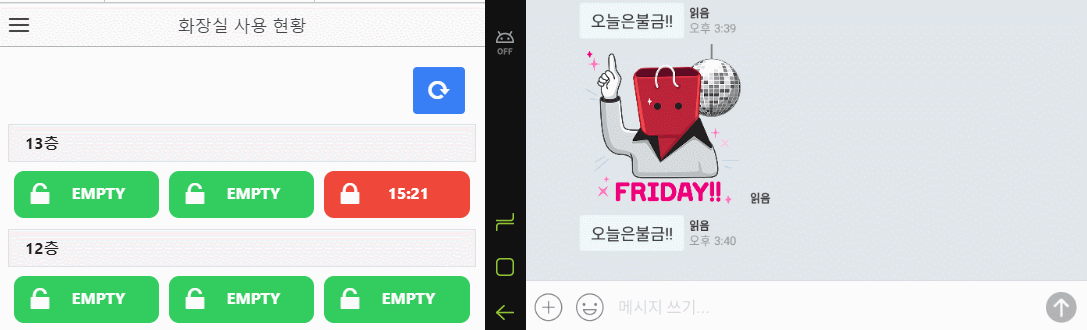 화장실 사용 현황
13층
EMPTY
EMPTY
15:21
12층
EMPTY
EMPTY
EMPTY
OFF
오늘은불금!!
읽음
오후 3:39
FRIDAY!!
읽음
오늘은불금!!
읽음
오후 3:40
메시지 쓰기...